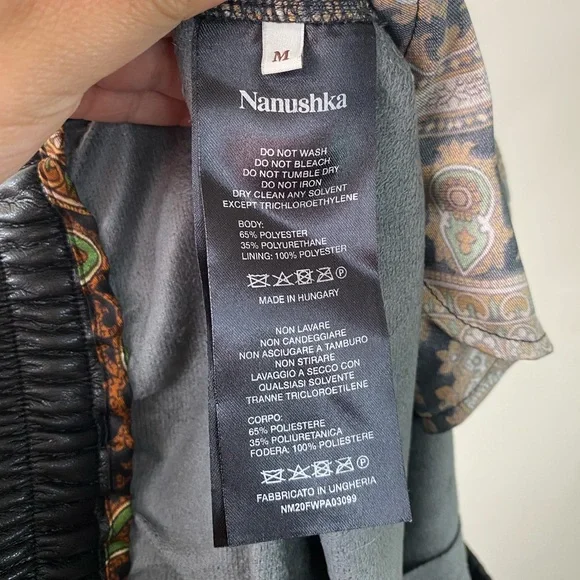 M
Nanushka
DO NOT WASH
DO NOT BLEACH
DO NOT TUMBLE DRY
DO NOT IRON
DRY CLEAN ANY SOLVENT
EXCEPT TRICHLOROETHYLENE
BODY:
65% POLYESTER
35% POLYURETHANE
LINING: 100% POLYESTER
MADE IN HUNGARY
NON LAVARE
NON CANDEGGIARE
NON ASCIUGARE A TAMBURO
NON STIRARE
LAVAGGIO A SECCO CON
QUALSIASI SOLVENTE
TRANNE TRICLOROETILENE
CORPO:
65% POLIESTERE
35% POLIURETANICA
FODERA: 100% POLIESTERE
FABBRICATO IN UNGHERIA
NM20FWPA03099